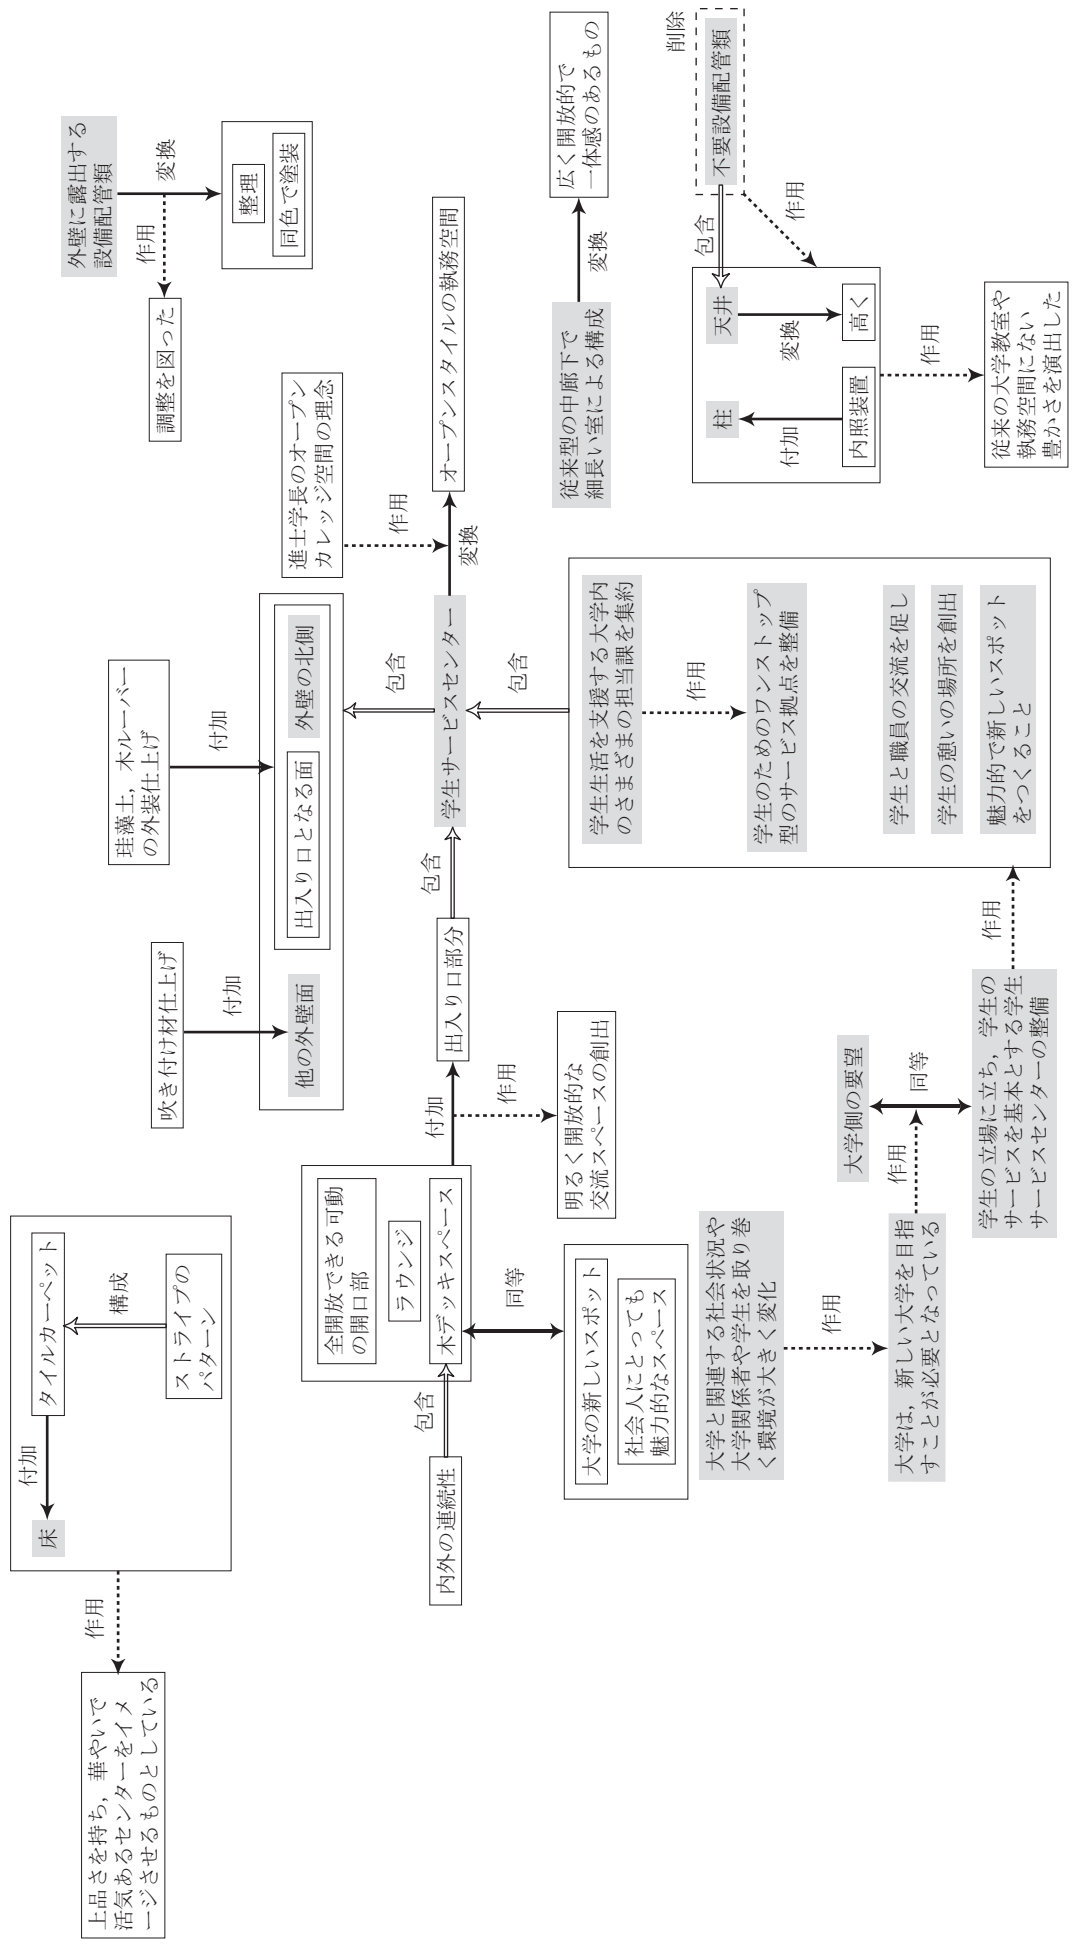 上品さを持ち，華やいで
活気あるセンターをイメ
ージさせるものとしている
作用
床
付加
タイルカーペット
構成
ストライプの
パターン
吹き付け材仕上げ
付加
他の外壁面
珪藻土，木ルーバー
の外装仕上げ
付加
出入り口となる面
外壁の北側
包含
調整を図った
作用
外壁に露出する
設備配管類
変換
整理
同色で塗装
進士学長のオープン
カレッジ空間の理念
作用
内外の連続性
包含
全開放できる可動
の開口部
ラウンジ
木デッキスペース
付加
作用
明るく開放的な
交流スペースの創出
出入り口部分
包含
学生サービスセンター
変換
オープンスタイルの執務空間
同等
大学の新しいスポット
社会人にとっても
魅力的なスペース
包含
学生生活を支援する大学内
のさまざまの担当課を集約
作用
学生のためのワンストップ
型のサービス拠点を整備
学生と職員の交流を促し
学生の憩いの場所を創出
魅力的で新しいスポット
をつくること
従来型の中廊下で
細長い室による構成
変換
広く開放的で
一体感のあるもの
大学と関連する社会状況や
大学関係者や学生を取り巻
く環境が大きく変化
作用
大学は，新しい大学を目指
すことが必要となっている
作用
大学側の要望
同等
学生の立場に立ち，学生の
サービスを基本とする学生
サービスセンターの整備
作用
削除
不要設備配管類
包含
作用
柱
付加
内照装置
天井
変換
高く
作用
従来の大学教室や
執務空間にない
豊かさを演出した